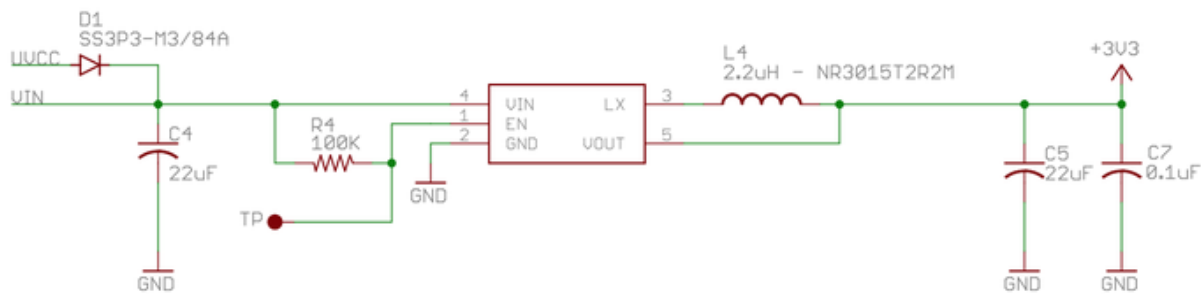 D1
SS3P3-M3/84A
UVCC
VIN
C4
22uF
GND
R4
100K
TP
GND
4
1
2
VIN
EN
GND
LX
VOUT
3
5
L4
2.2uH - NR3015T2R2M
+3V3
C5
22uF
GND
C7
0.1uF
GND